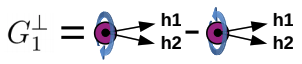 G₁^⊥ = h1 - h1
h2 h2